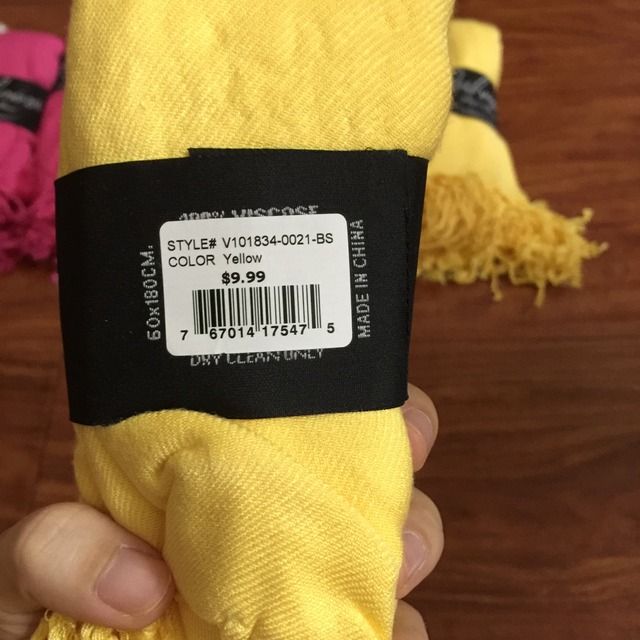 100% VISCOSE
STYLE# V101834-0021-BS
COLOR Yellow
$9.99
7 67014 17547 5
DRY CLEAN ONLY
60x180CM.
MADE IN CHINA